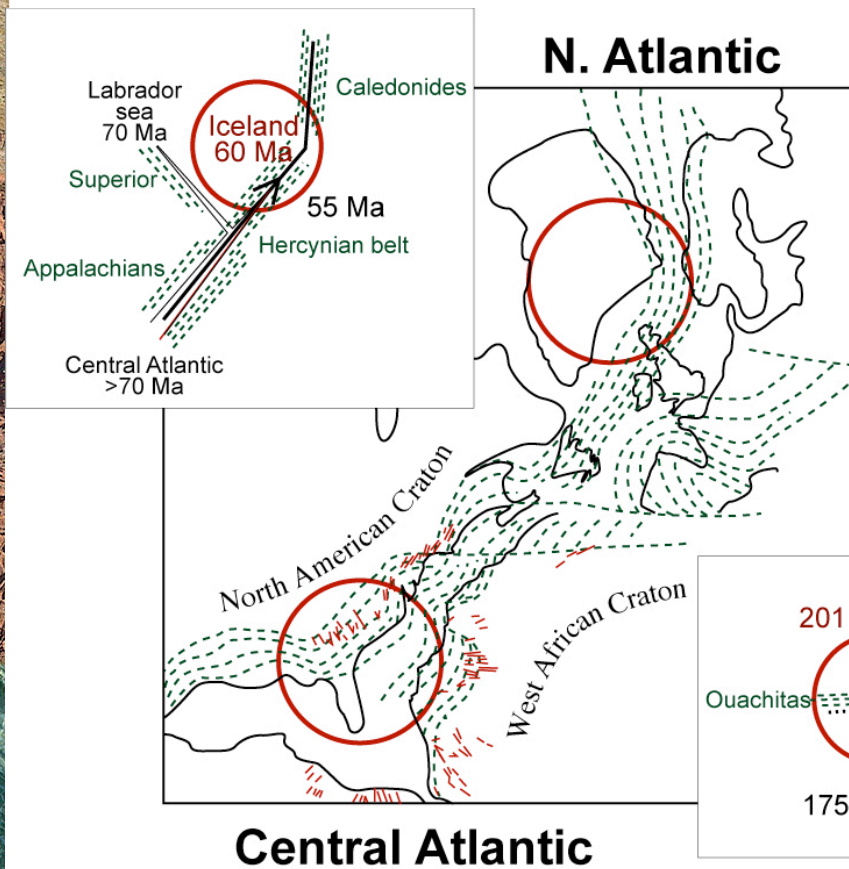 N. Atlantic
Labrador
sea
70 Ma
Caledonides
Iceland
60 Ma
Superior
55 Ma
Hercynian belt
Appalachians
Central Atlantic
>70 Ma
North American Craton
West African Craton
201
Ouachitas
...
175
Central Atlantic